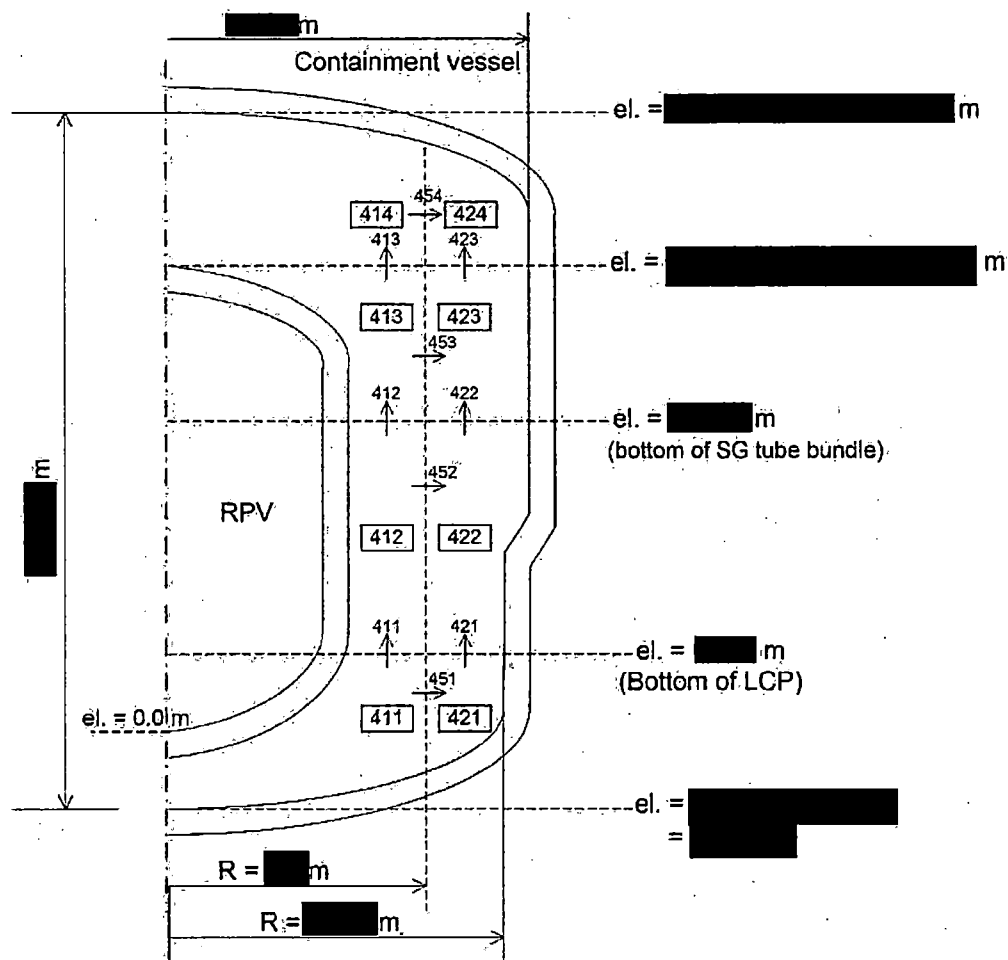 m
Containment vessel
el. = m
454
414 424
413 423
el. = m
413 423
453
412 422
el. = m
(bottom of SG tube bundle)
m
452
RPV
412 422
411 421
el. = m
(Bottom of LCP)
451
411 421
el. = 0.0 m
el. =
=
R = m
R = m